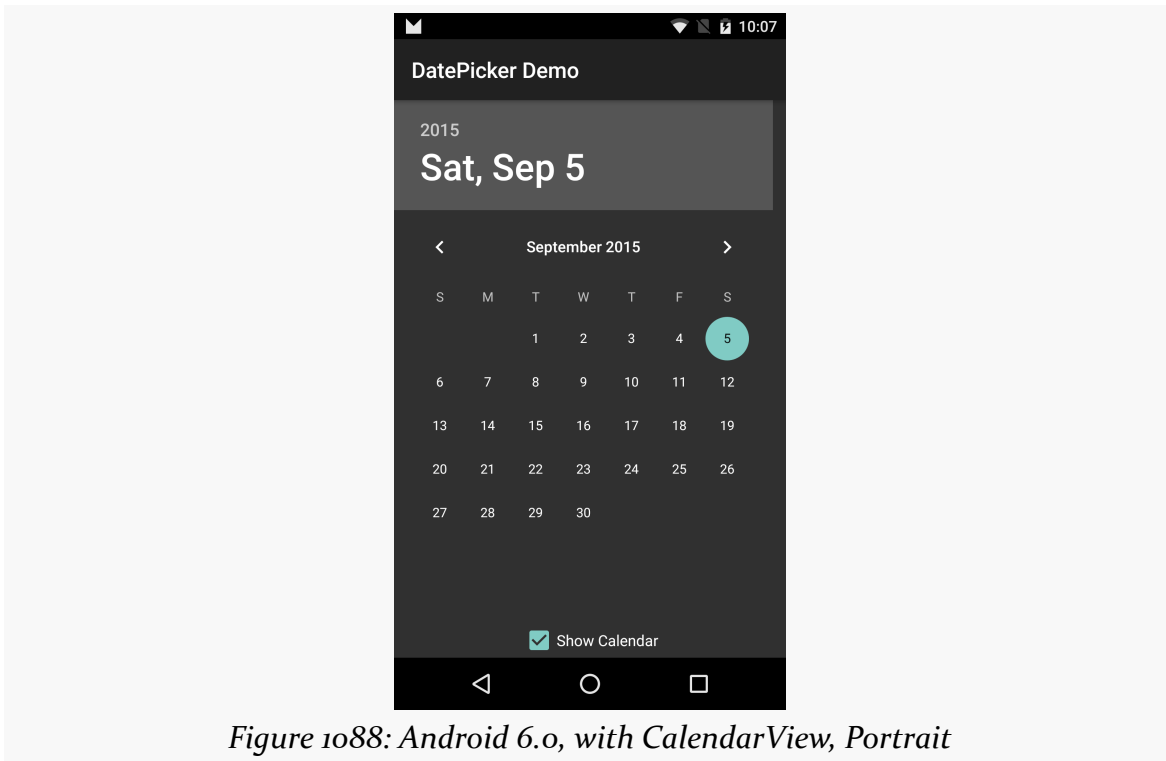 10:07
DatePicker Demo
2015
Sat, Sep 5
September 2015
S M T W T F S
1 2 3 4 5
6 7 8 9 10 11 12
13 14 15 16 17 18 19
20 21 22 23 24 25 26
27 28 29 30
Show Calendar
Figure 1088: Android 6.0, with CalendarView, Portrait